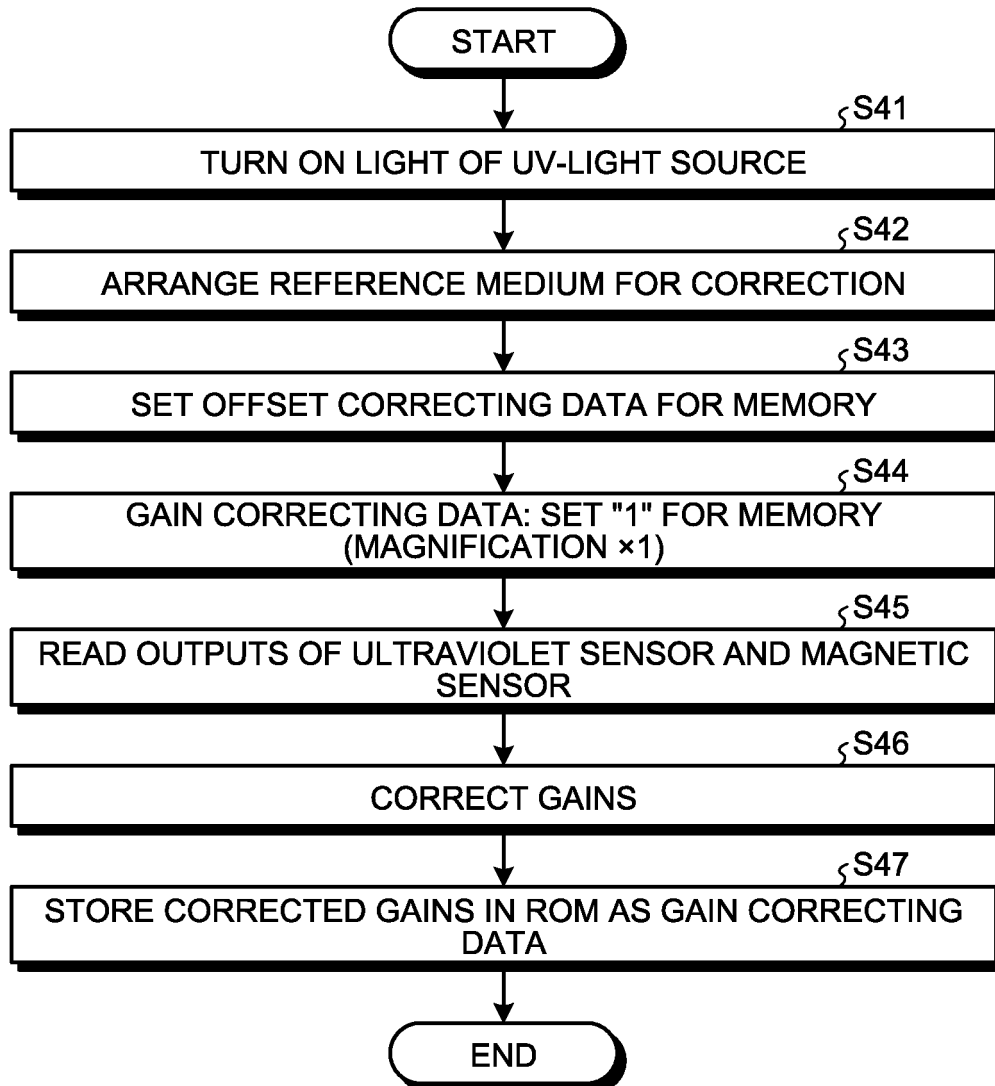 START
S41
TURN ON LIGHT OF UV-LIGHT SOURCE
S42
ARRANGE REFERENCE MEDIUM FOR CORRECTION
S43
SET OFFSET CORRECTING DATA FOR MEMORY
S44
GAIN CORRECTING DATA: SET "1" FOR MEMORY
(MAGNIFICATION ×1)
S45
READ OUTPUTS OF ULTRAVIOLET SENSOR AND MAGNETIC
SENSOR
S46
CORRECT GAINS
S47
STORE CORRECTED GAINS IN ROM AS GAIN CORRECTING
DATA
END